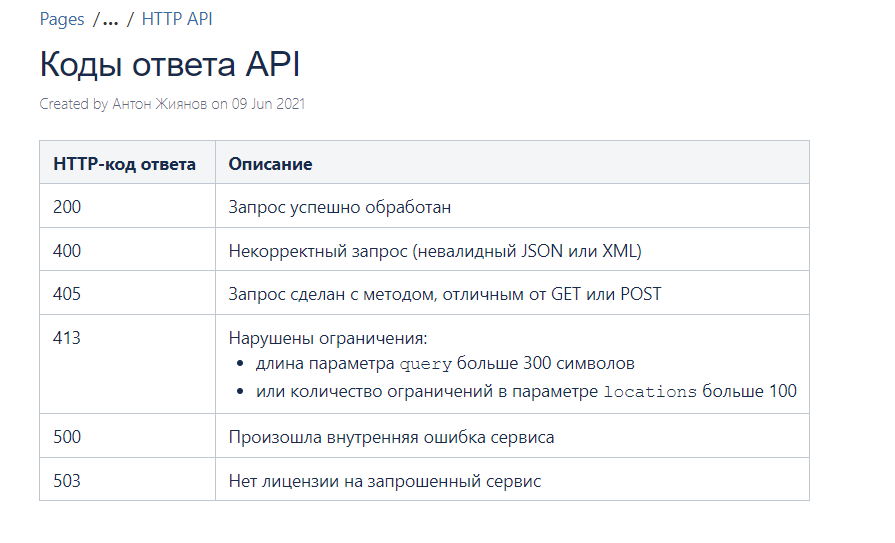 Pages /... / HTTP API
Коды ответа API
Created by Антон Жиянов on 09 Jun 2021
HTTP-код ответа Описание
200 Запрос успешно обработан
400 Некорректный запрос (невалидный JSON или XML)
405 Запрос сделан с методом, отличным от GET или POST
413 Нарушены ограничения:
• длина параметра query больше 300 символов
• или количество ограничений в параметре locations больше 100
500 Произошла внутренняя ошибка сервиса
503 Нет лицензии на запрошенный сервис